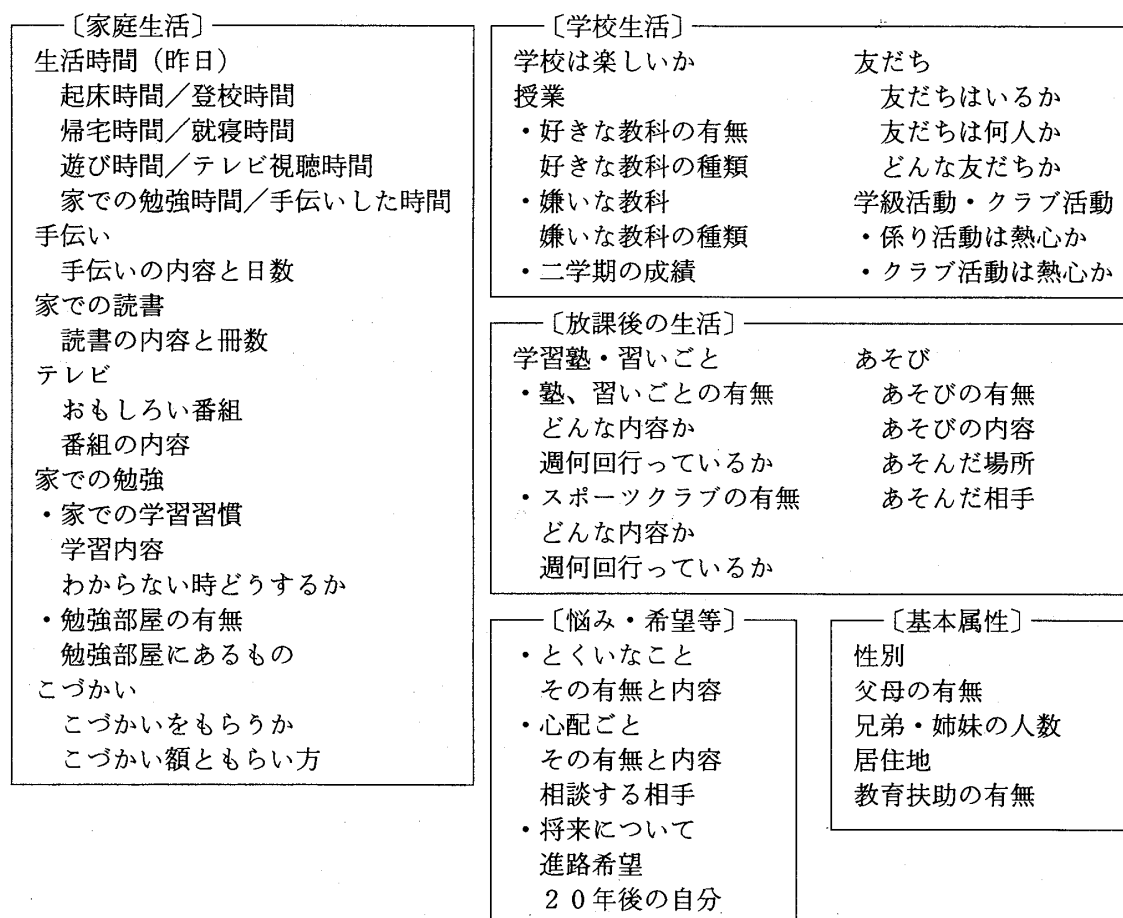 〔家庭生活〕
生活時間（昨日）
起床時間／登校時間
帰宅時間／就寝時間
遊び時間／テレビ視聴時間
家での勉強時間／手伝いした時間
手伝い
手伝いの内容と日数
家での読書
読書の内容と冊数
テレビ
おもしろい番組
番組の内容
家での勉強
・家での学習習慣
学習内容
わからない時どうするか
・勉強部屋の有無
勉強部屋にあるもの
こづかい
こづかいをもらうか
こづかい額ともらい方
〔学校生活〕
学校は楽しいか
授業
・好きな教科の有無
好きな教科の種類
・嫌いな教科
嫌いな教科の種類
・二学期の成績
友だち
友だちはいるか
友だちは何人か
どんな友だちか
学級活動・クラブ活動
・係り活動は熱心か
・クラブ活動は熱心か
〔放課後の生活〕
学習塾・習いごと
・塾、習いごとの有無
どんな内容か
週何回行っているか
・スポーツクラブの有無
どんな内容か
週何回行っているか
あそび
あそびの有無
あそびの内容
あそんだ場所
あそんだ相手
〔悩み・希望等〕
・とくいなこと
その有無と内容
・心配ごと
その有無と内容
相談する相手
・将来について
進路希望
２０年後の自分
〔基本属性〕
性別
父母の有無
兄弟・姉妹の人数
居住地
教育扶助の有無